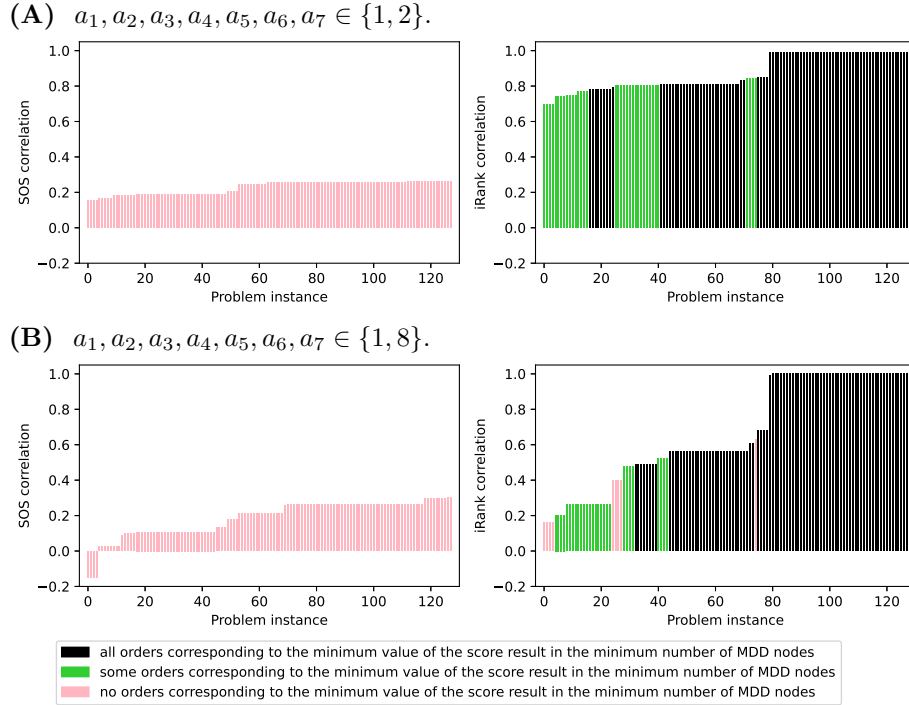 (A) a1, a2, a3, a4, a5, a6, a7 ∈ {1, 2}.
SOS correlation
1.0
0.8
0.6
0.4
0.2
0.0
−0.2
0 20 40 60 80 100 120
Problem instance
iRank correlation
1.0
0.8
0.6
0.4
0.2
0.0
−0.2
0 20 40 60 80 100 120
Problem instance
(B) a1, a2, a3, a4, a5, a6, a7 ∈ {1, 8}.
SOS correlation
1.0
0.8
0.6
0.4
0.2
0.0
−0.2
0 20 40 60 80 100 120
Problem instance
iRank correlation
1.0
0.8
0.6
0.4
0.2
0.0
−0.2
0 20 40 60 80 100 120
Problem instance
all orders corresponding to the minimum value of the score result in the minimum number of MDD nodes
some orders corresponding to the minimum value of the score result in the minimum number of MDD nodes
no orders corresponding to the minimum value of the score result in the minimum number of MDD nodes